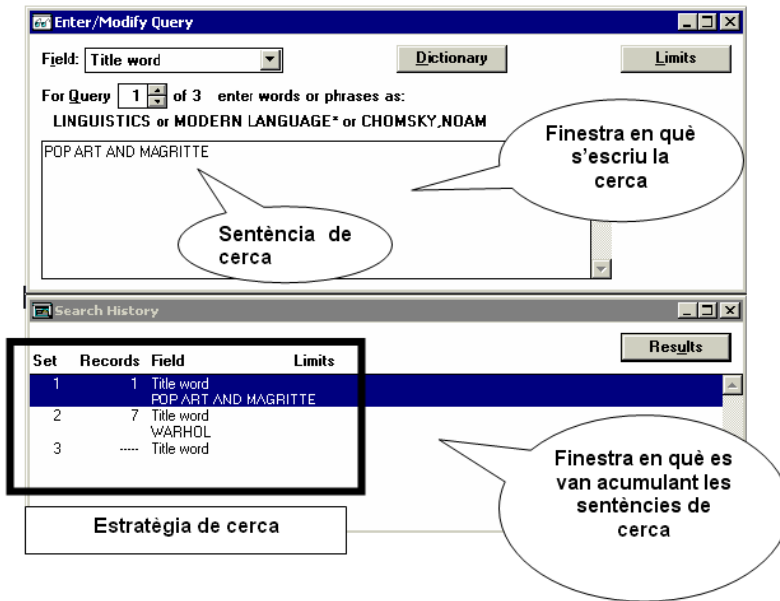 Enter/Modify Query
Field: Title word Dictionary Limits
For Query 1 of 3 enter words or phrases as:
LINGUISTICS or MODERN LANGUAGE* or CHOMSKY,NOAM
POP ART AND MAGRITTE
Finestra en què
s'escriu la
cerca
Sentència de
cerca
Search History
Results
Set Records Field Limits
1 1 Title word
POP ART AND MAGRITTE
2 7 Title word
WARHOL
3 ----- Title word
Finestra en què es
van acumulant les
sentències de
cerca
Estratègia de cerca